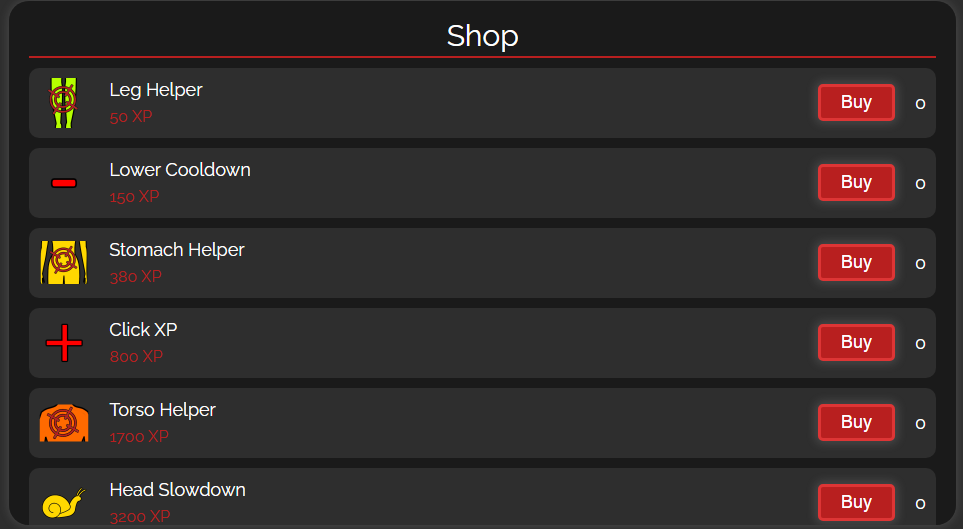 Shop
Leg Helper
50 XP
Buy
0
Lower Cooldown
150 XP
Buy
0
Stomach Helper
380 XP
Buy
0
Click XP
800 XP
Buy
0
Torso Helper
1700 XP
Buy
0
Head Slowdown
3200 XP
Buy
0